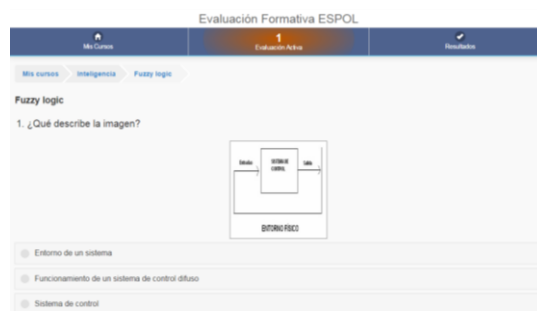 Evaluación Formativa ESPOL
Mis Cursos
1
Evaluación Activa
Resultados
Mis cursos Inteligencia Fuzzy logic
Fuzzy logic
1. ¿Qué describe la imagen?
Entradas SISTEMA DE CONTROL Salida
ENTORNO FÍSICO
Entorno de un sistema
Funcionamiento de un sistema de control difuso
Sistema de control